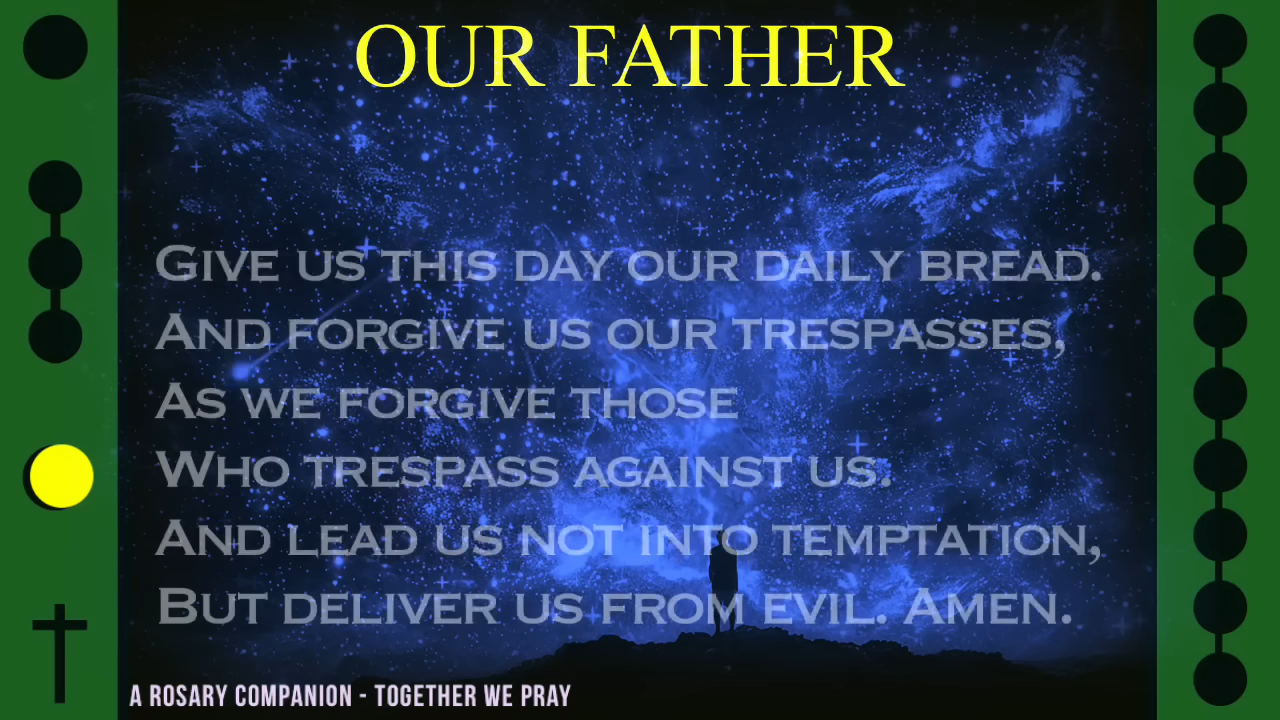 OUR FATHER
Give us this day our daily bread.
And forgive us our trespasses,
As we forgive those
Who trespass against us.
And lead us not into temptation,
But deliver us from evil. Amen.
A ROSARY COMPANION - TOGETHER WE PRAY